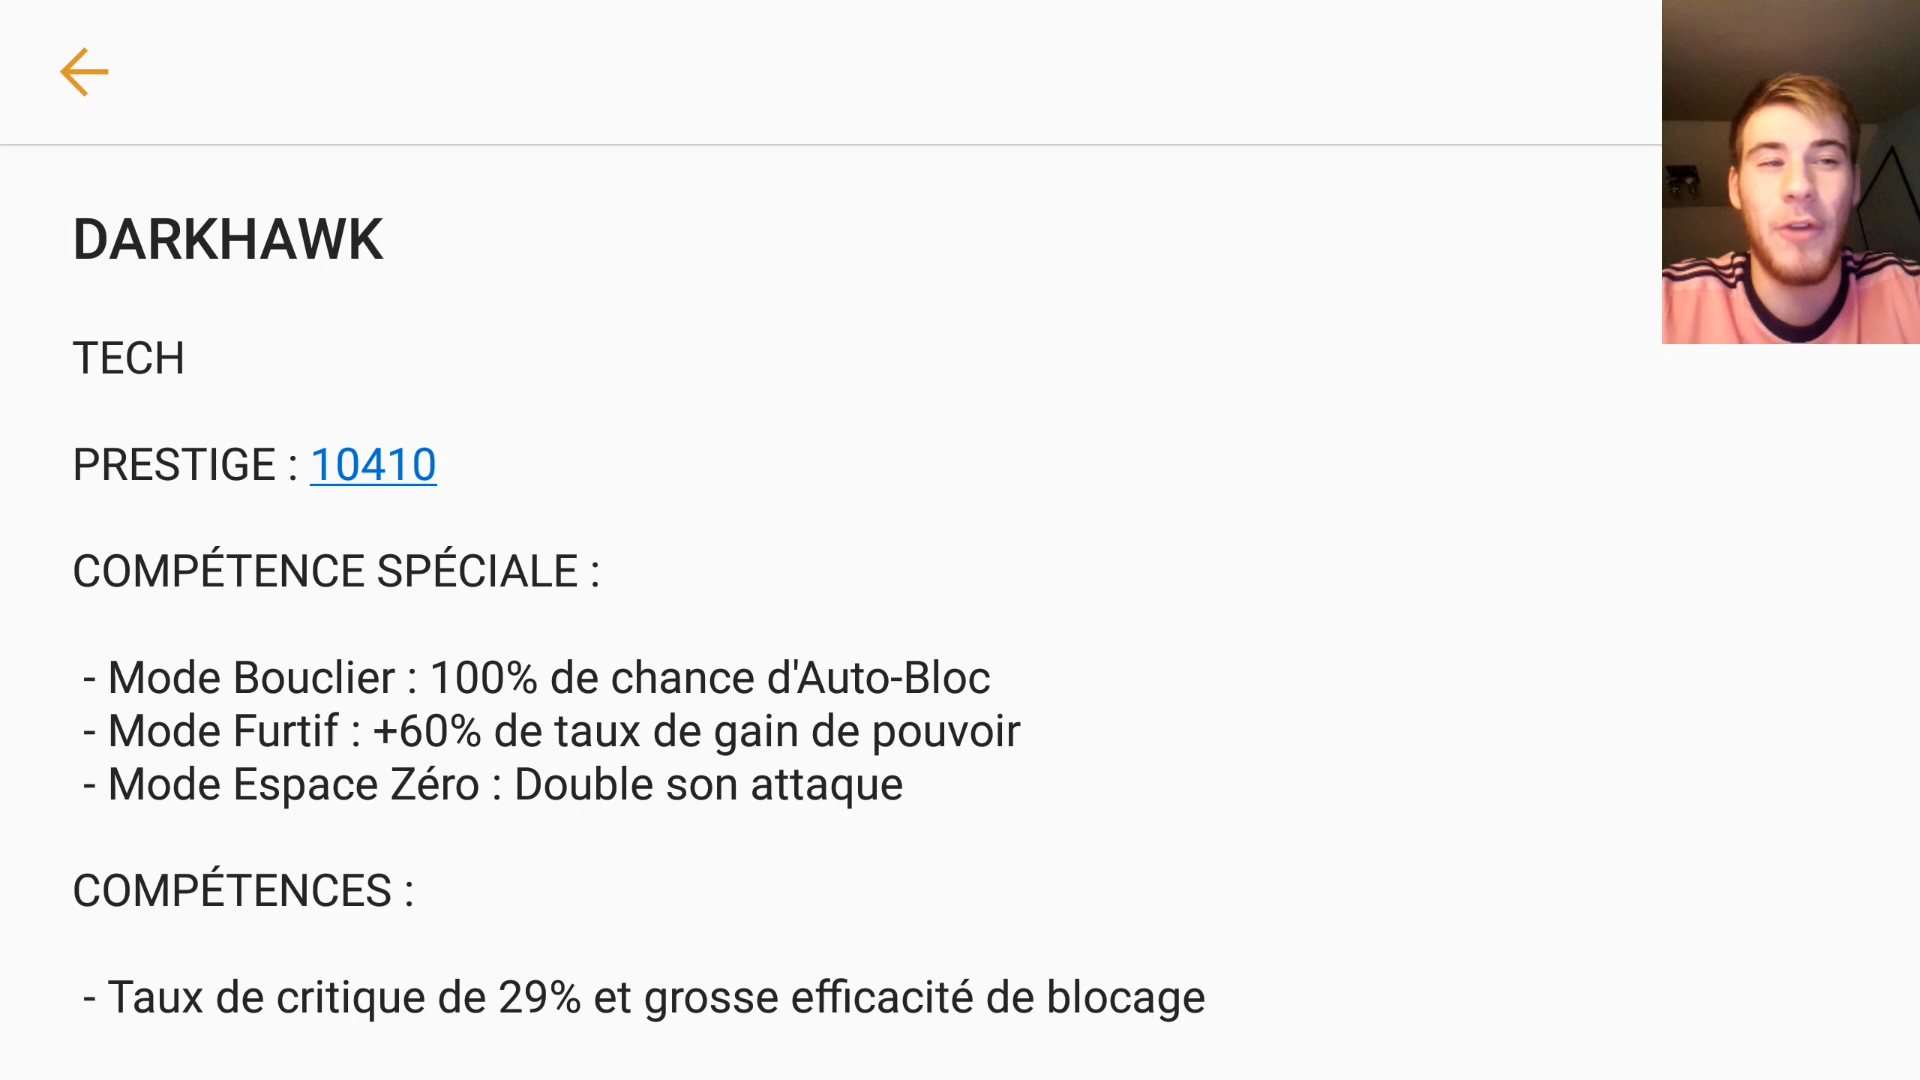 DARKHAWK
TECH
PRESTIGE : 10410
COMPÉTENCE SPÉCIALE :
- Mode Bouclier : 100% de chance d'Auto-Bloc
- Mode Furtif : +60% de taux de gain de pouvoir
- Mode Espace Zéro : Double son attaque
COMPÉTENCES :
- Taux de critique de 29% et grosse efficacité de blocage